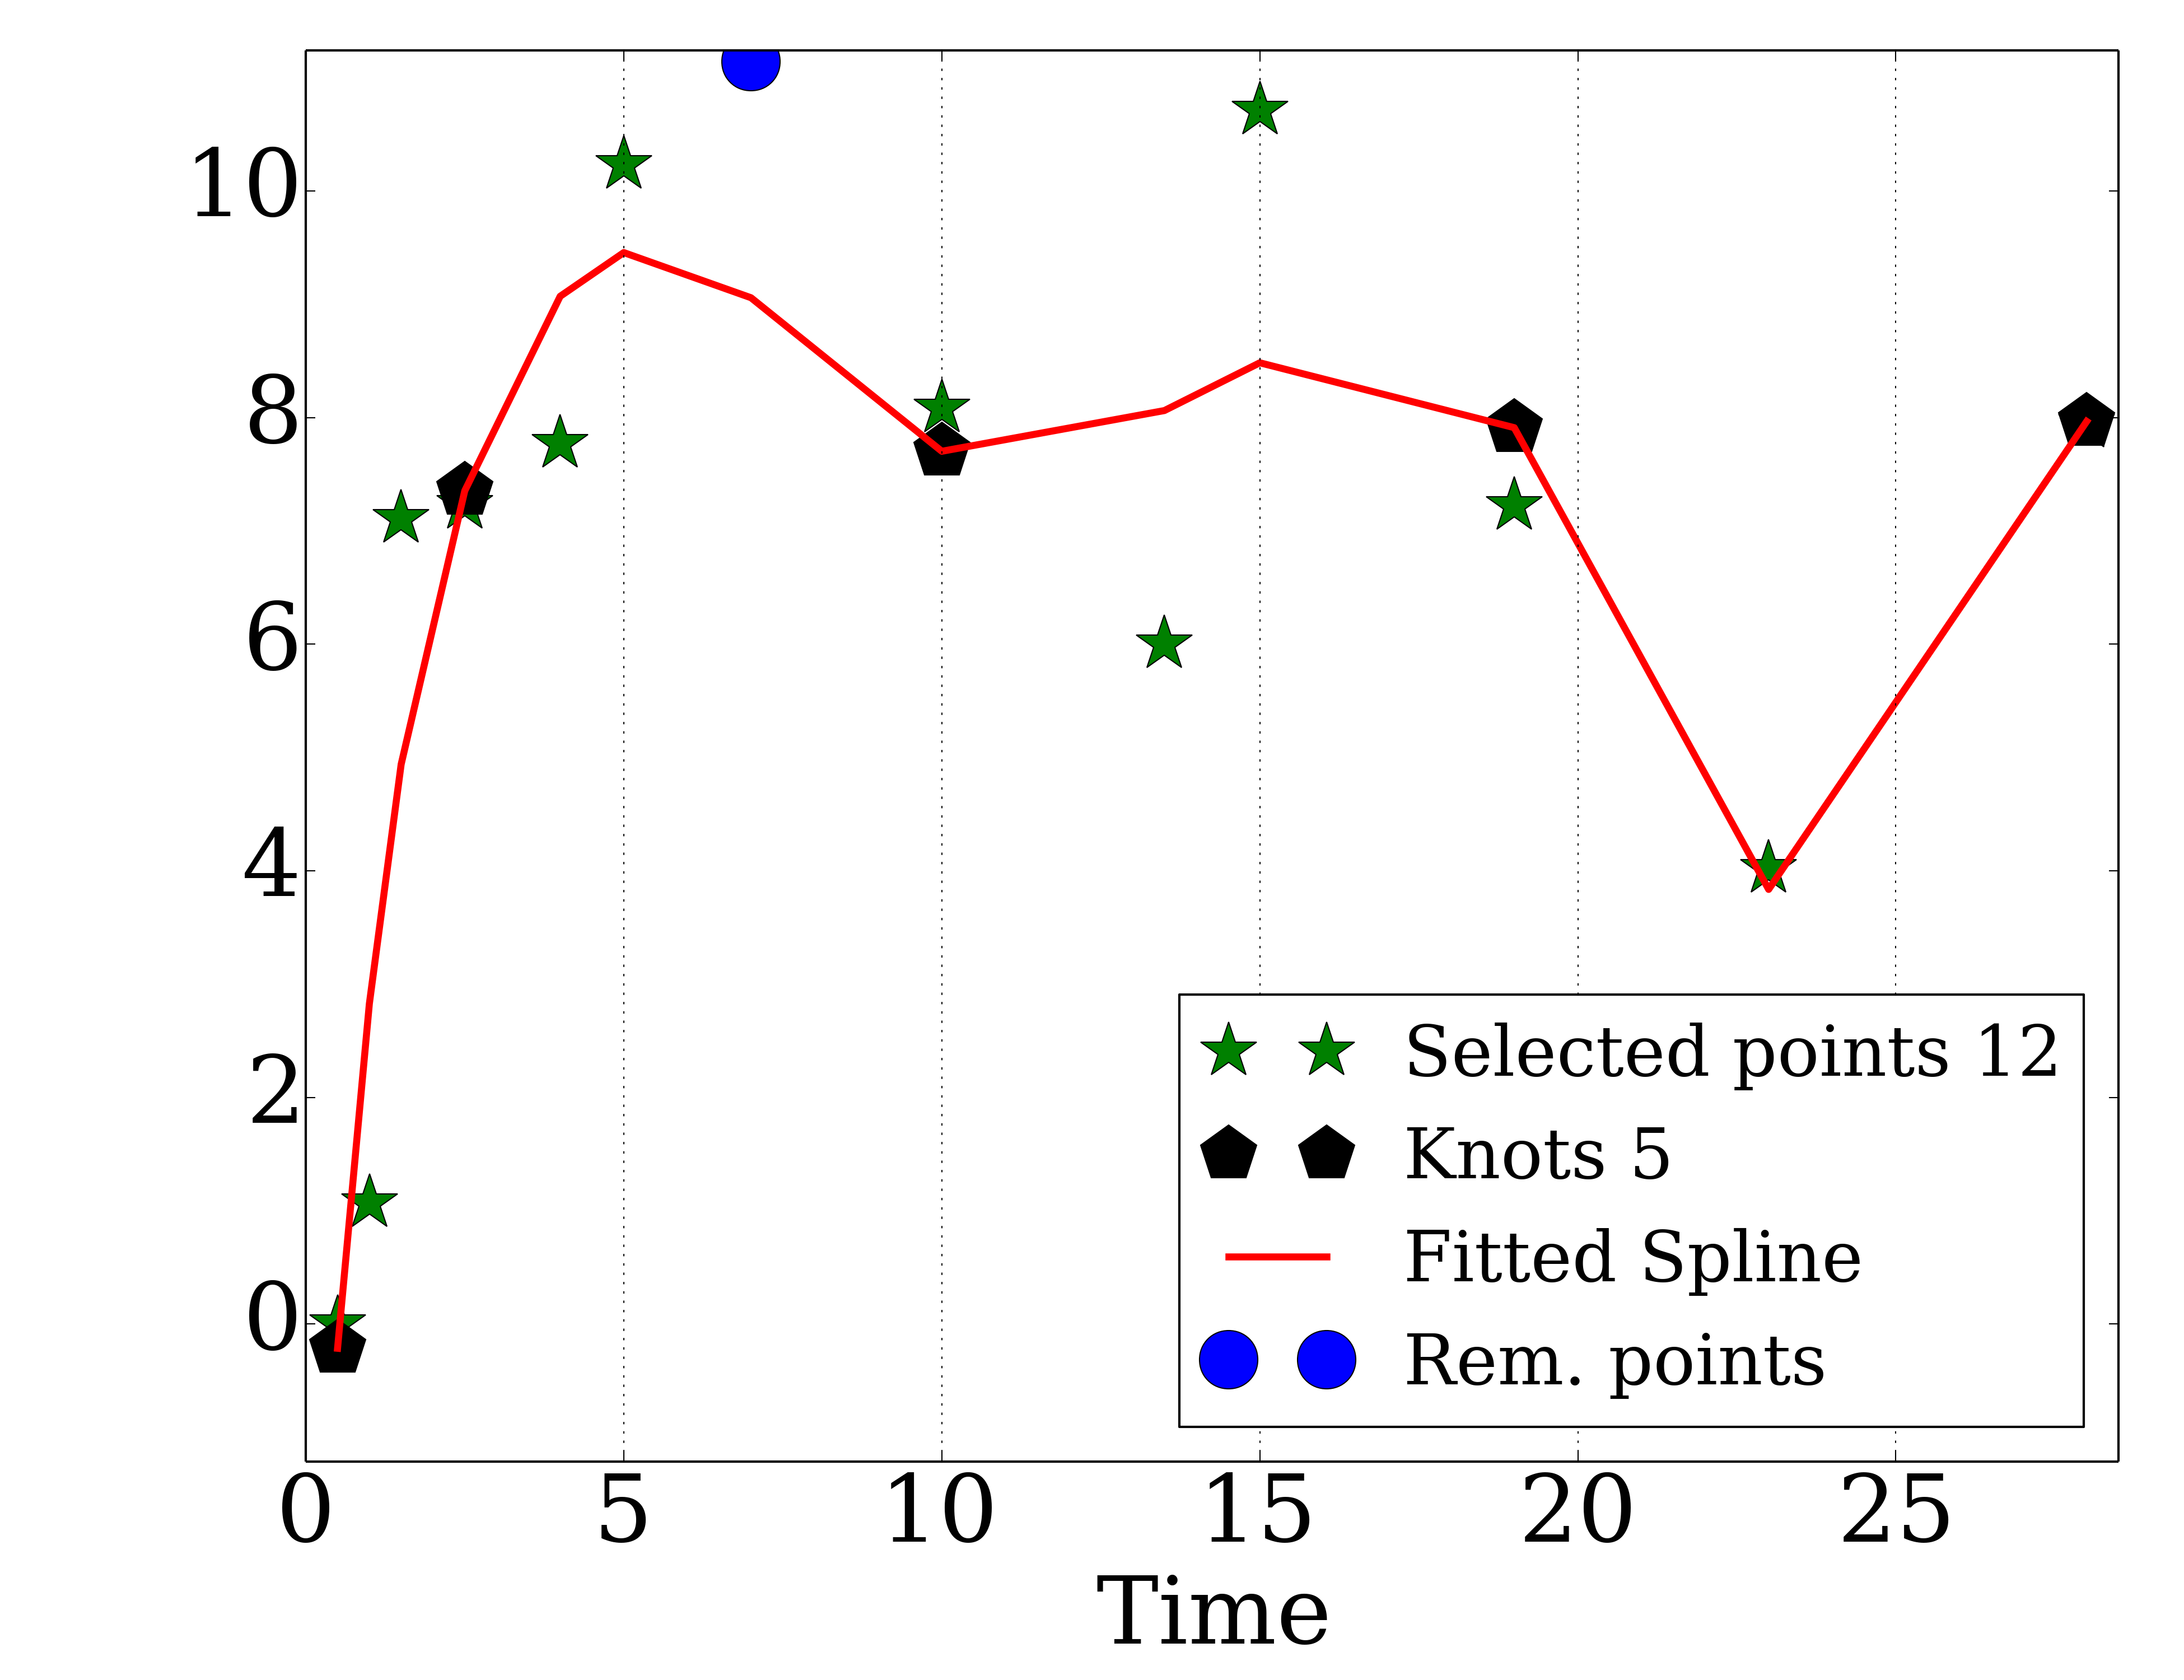 10
8
6
4
2
0
0 5 10 15 20 25
Time
Selected points 12
Knots 5
Fitted Spline
Rem. points